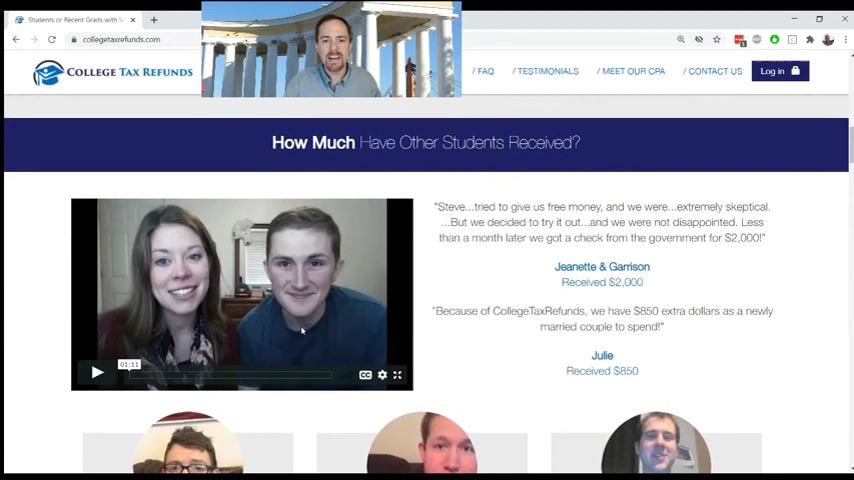 Students or Recent Grads with S
collegetaxrefunds.com
COLLEGE TAX REFUNDS
/ FAQ / TESTIMONIALS / MEET OUR CPA / CONTACT US Log in
How Much Have Other Students Received?
"Steve...tried to give us free money, and we were...extremely skeptical.
...But we decided to try it out...and we were not disappointed. Less
than a month later we got a check from the government for $2,000!"
Jeanette & Garrison
Received $2,000
"Because of CollegeTaxRefunds, we have $850 extra dollars as a newly
married couple to spend!"
Julie
Received $850
01:11
CC